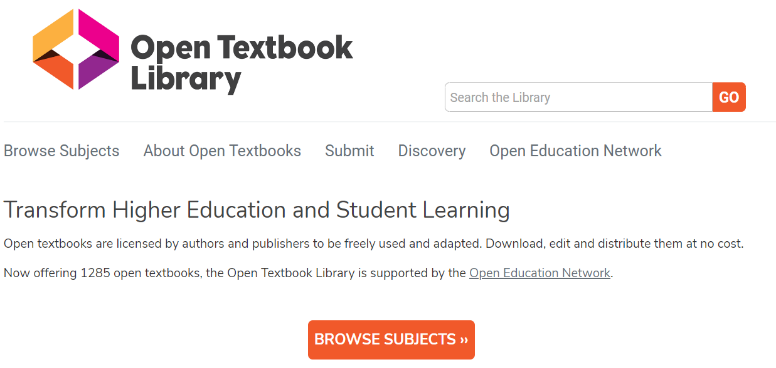 Open Textbook
Library
Search the Library
GO
Browse Subjects About Open Textbooks Submit Discovery Open Education Network
Transform Higher Education and Student Learning
Open textbooks are licensed by authors and publishers to be freely used and adapted. Download, edit and distribute them at no cost.
Now offering 1285 open textbooks, the Open Textbook Library is supported by the Open Education Network.
BROWSE SUBJECTS »